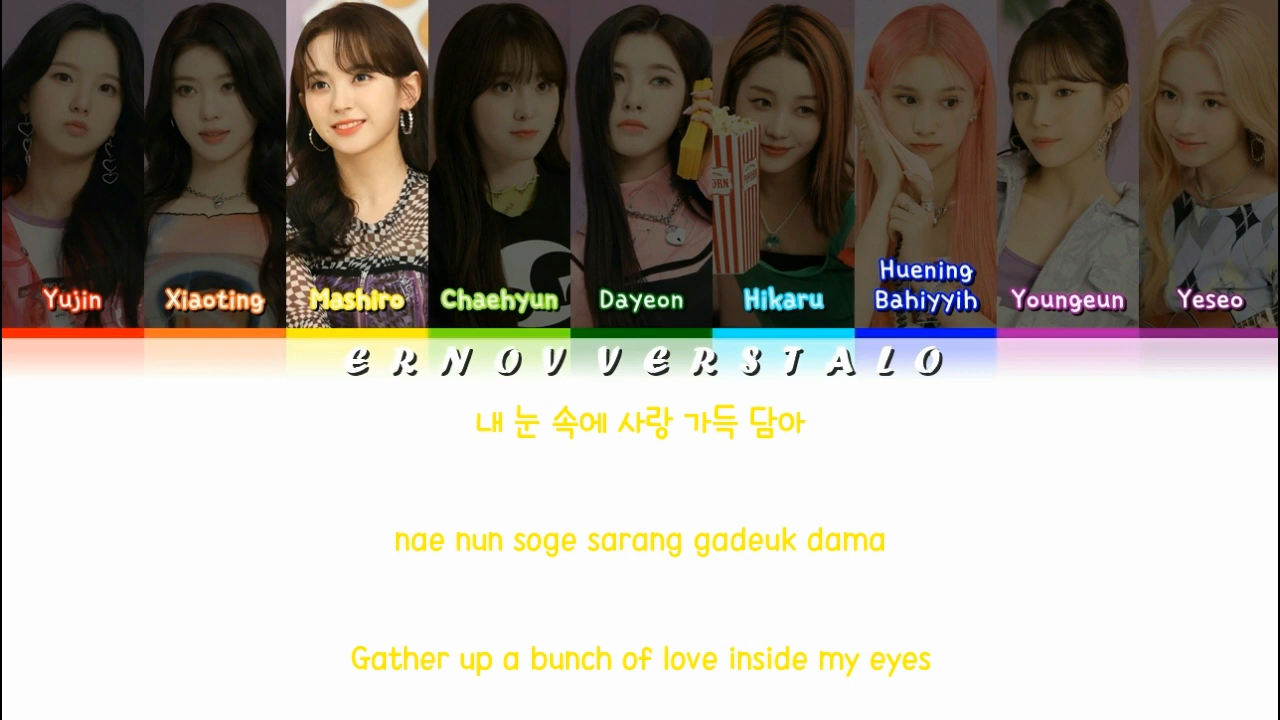 Yujin
Xiaoting
Mashiro
Chaehyun
Dayeon
Hikaru
Huening
Bahiyyih
Youngeun
Yeseo
ERNOV VERSTALO
내 눈 속에 사랑 가득 담아
nae nun soge sarang gadeuk dama
Gather up a bunch of love inside my eyes